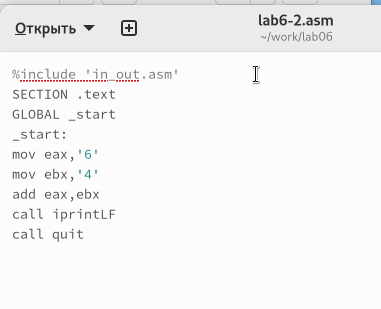 Открыть
lab6-2.asm
~/work/lab06
%include 'in_out.asm'
SECTION .text
GLOBAL _start
_start:
mov eax,'6'
mov ebx,'4'
add eax,ebx
call iprintLF
call quit